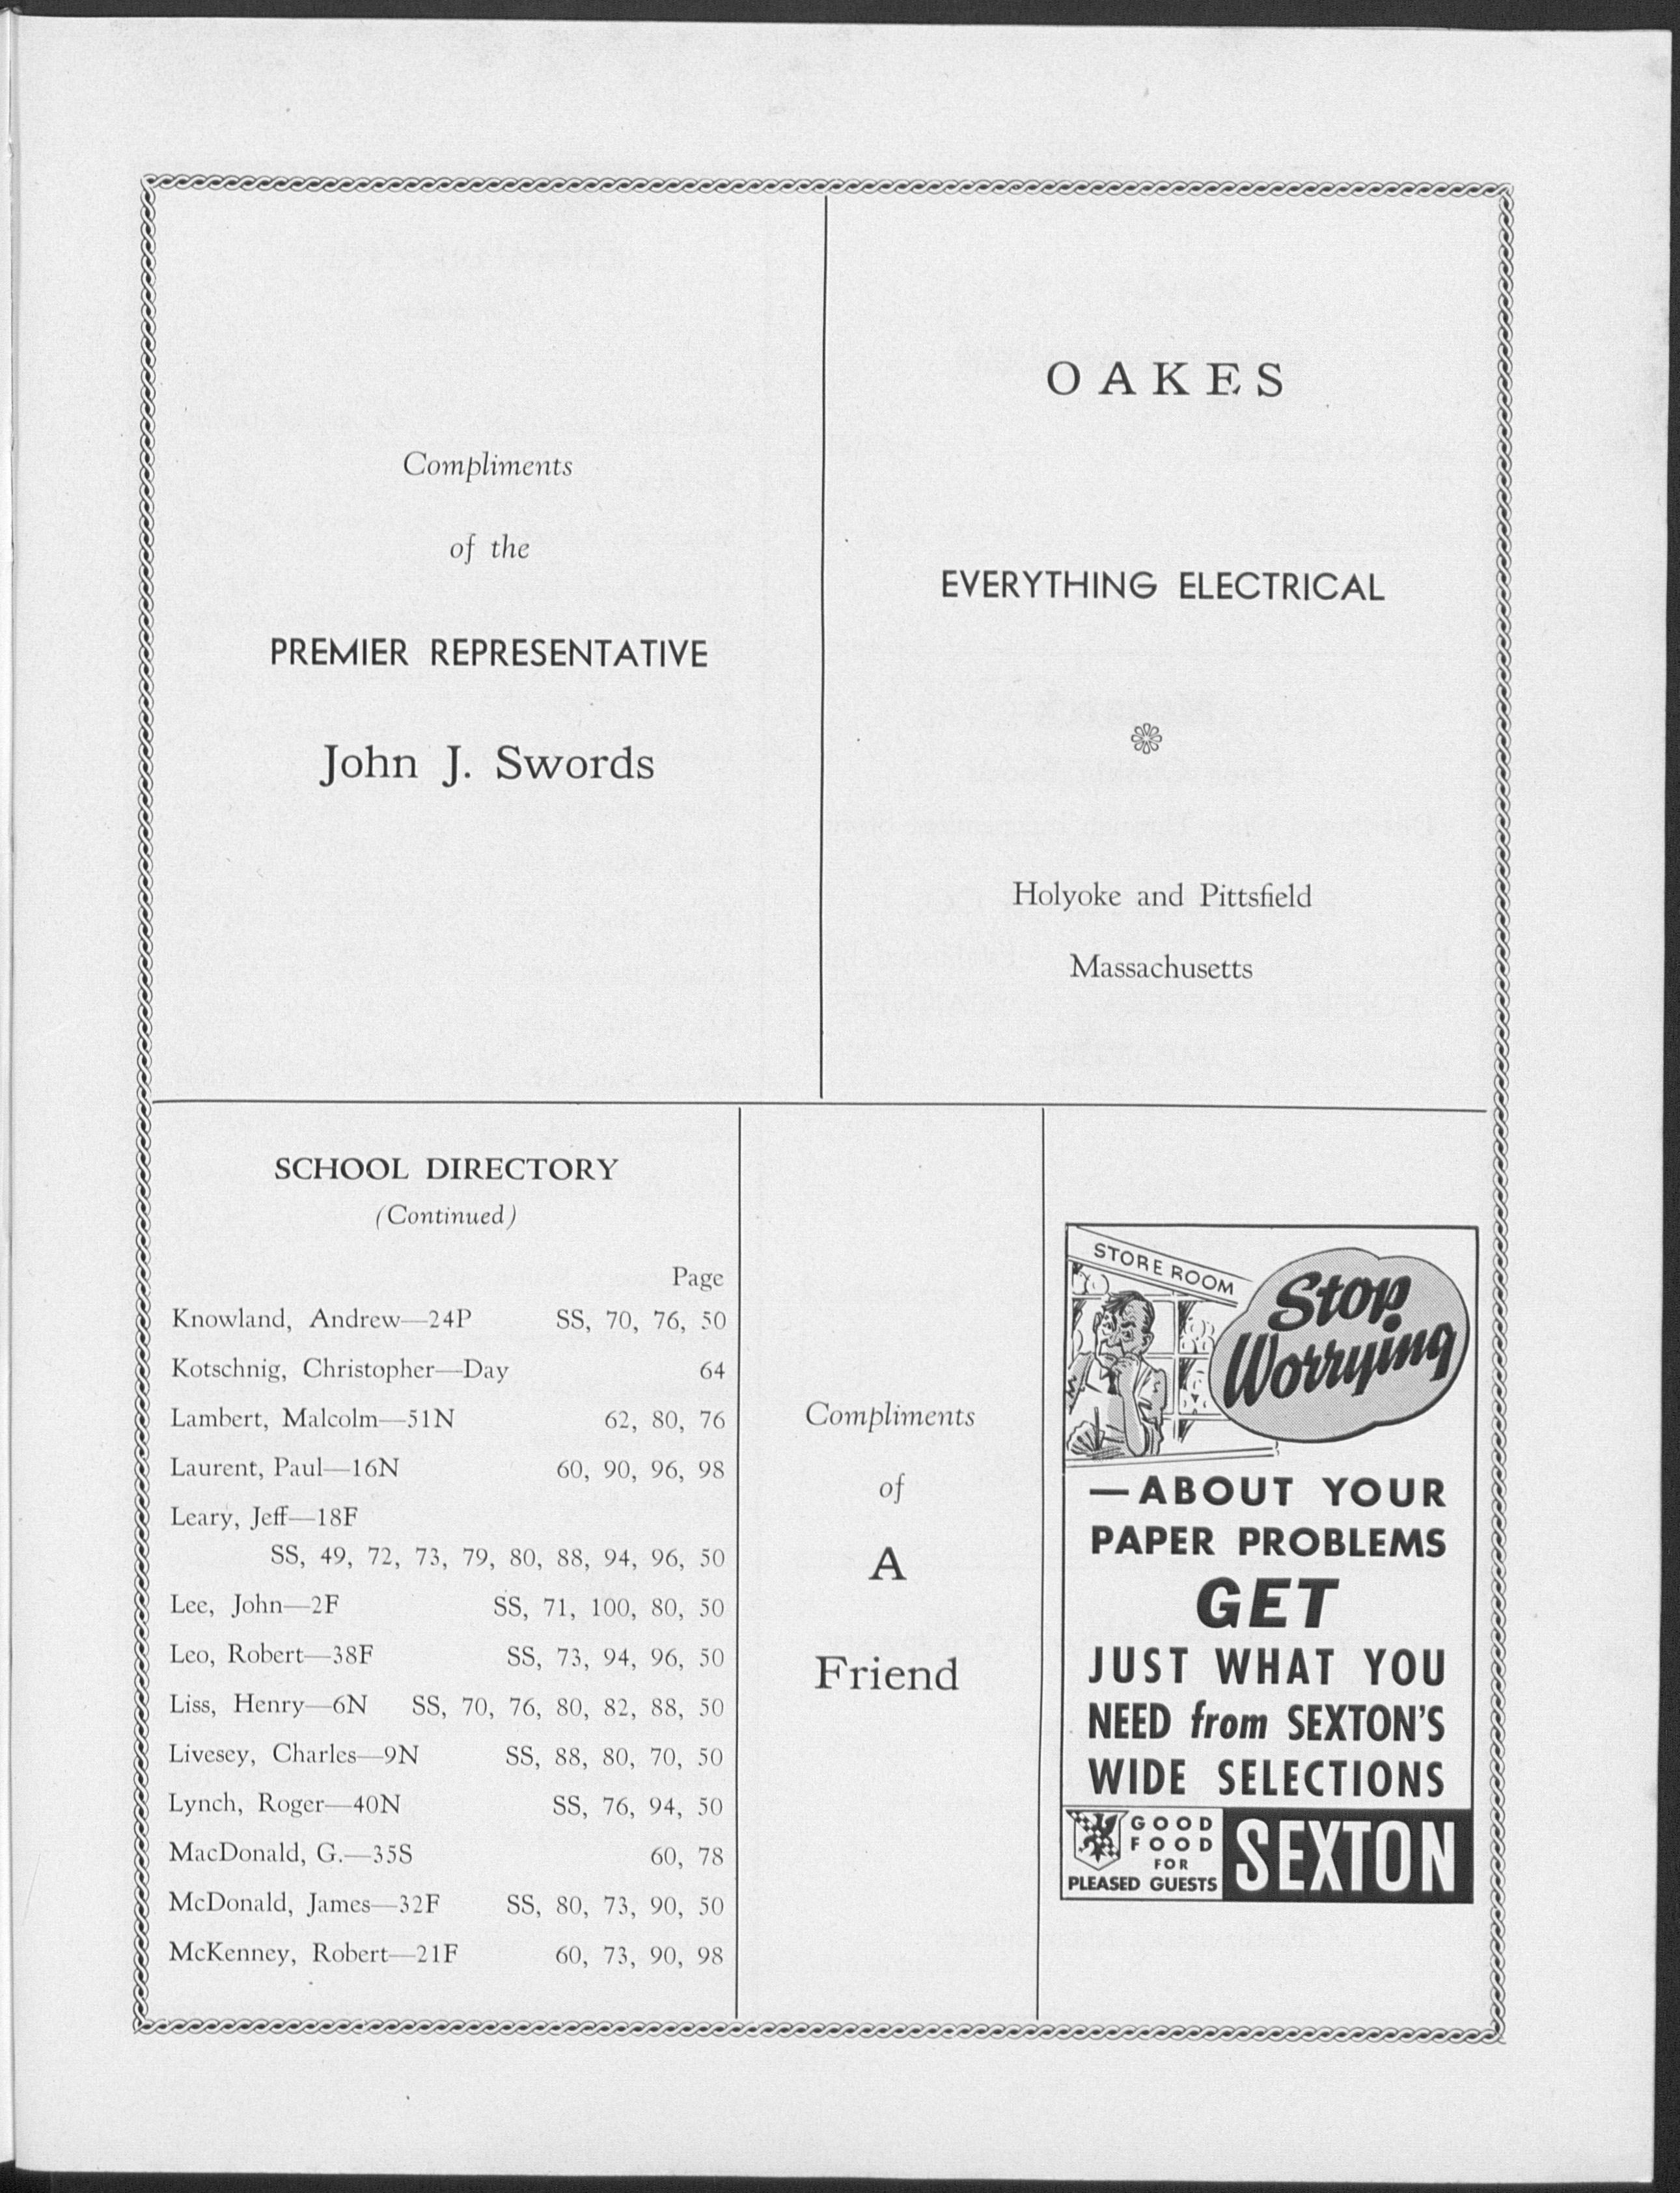 Compliments
of the
PREMIER REPRESENTATIVE
John J. Swords
OAKES
EVERYTHING ELECTRICAL
Holyoke and Pittsfield
Massachusetts
SCHOOL DIRECTORY
(Continued)
Page
Knowland, Andrew—24P SS, 70, 76, 50
Kotschnig, Christopher—Day 64
Lambert, Malcolm—51N 62, 80, 76
Laurent, Paul—16N 60, 90, 96, 98
Leary, Jeff—18F
SS, 49, 72, 73, 79, 80, 88, 94, 96, 50
Lee, John—2F SS, 71, 100, 80, 50
Leo, Robert—38F SS, 73, 94, 96, 50
Liss, Henry—6N SS, 70, 76, 80, 82, 88, 50
Livesey, Charles—9N SS, 88, 80, 70, 50
Lynch, Roger—40N SS, 76, 94, 50
MacDonald, G.—35S 60, 78
McDonald, James—32F SS, 80, 73, 90, 50
McKenney, Robert—21F 60, 73, 90, 98
Compliments
of
A
Friend
STORE ROOM
Stop
Worrying
—ABOUT YOUR
PAPER PROBLEMS
GET
JUST WHAT YOU
NEED from SEXTON'S
WIDE SELECTIONS
GOOD
FOOD
FOR
PLEASED GUESTS
SEXTON